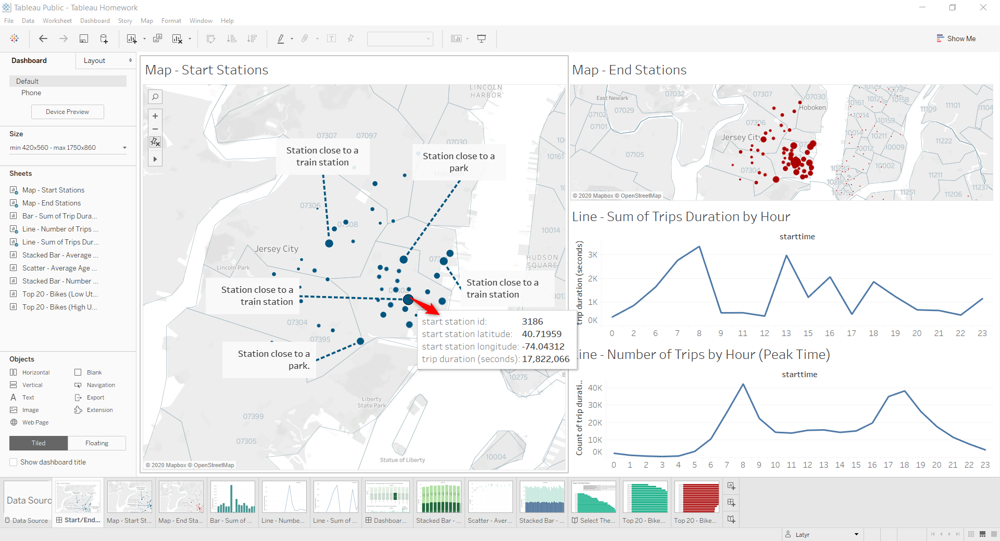 Tableau Public - Tableau Homework
File Data Worksheet Dashboard Story Map Format Window Help
Show Me
Dashboard Layout
Default
Phone
Device Preview
Size
min 420x560 - max 1750x860
Sheets
Map - Start Stations
Map - End Stations
Bar - Sum of Trip Dura...
Line - Number of Trips ...
Line - Sum of Trips Dur...
Stacked Bar - Average ...
Scatter - Average Age ...
Stacked Bar - Number ...
Top 20 - Bikes (Low Ut...
Top 20 - Bikes (High U...
Objects
Horizontal Blank
Vertical Navigation
Text Export
Image Extension
Web Page
Tiled Floating
Show dashboard title
Map - Start Stations
LINCOLN
HARBOR
07307 07097
07030
10161
Station close to a
train station
Station close to a
park
07306
07308
10014
Jersey City
Lincoln Park
HUDSON
SQUARE
Station close to a
train station
Station close to a
train station
07304
07395
Station close to a
park.
start station id: 3186
start station latitude: 40.71959
start station longitude: -74.04312
trip duration (seconds): 17,822,066
10275
Liberty
State Park
07399
07305
Statue of Liberty
10004
© 2020 Mapbox © OpenStreetMap
Map - End Stations
East Newark
07032
07307
07030
Hoboken
07029
07102
07101
07306
Jersey City
07105
07304
10161
10158
10114
10159
10014
10211
10012
10009
10002
10280
11109
11101
11104
11222
11211
11237
11251
11206
© 2020 Mapbox © OpenStreetMap
Line - Sum of Trips Duration by Hour
starttime
trip duration (seconds)
3K
2K
1K
0K
0 2 6 7 8 9 11 12 13 15 16 17 18 19 20 21 22 23
Line - Number of Trips by Hour (Peak Time)
starttime
Count of trip durati..
40K
30K
20K
10K
0K
0 1 2 3 4 5 6 7 8 9 10 11 12 13 14 15 16 17 18 19 20 21 22 23
Data Sourc
Data Source Start/End... Map - Start St... Map - End Sta... Bar - Sum of ... Line - Numbe... Line - Sum of ... Dashboar... Stacked Bar - ... Scatter - Aver... Stacked Bar - ... Select The... Top 20 - Bike... Top 20 - Bike...
Latyr